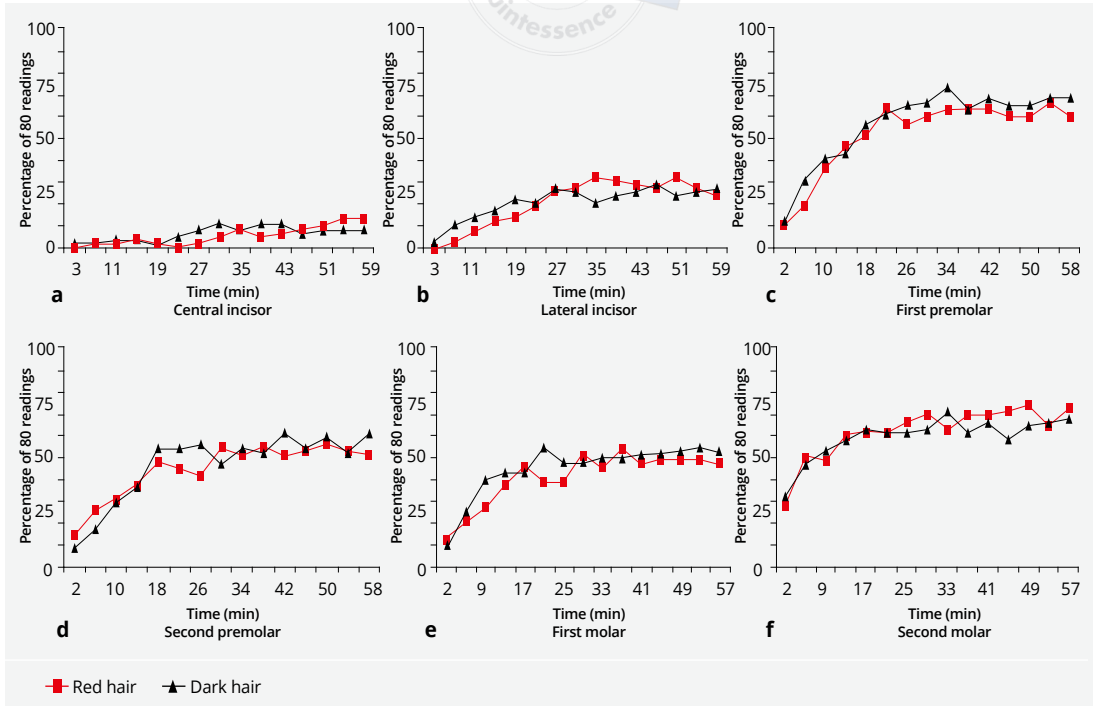 uintessence
Percentage of 80 readings
100
75
50
25
0
3 11 19 27 35 43 51 59
Time (min)
a
Central incisor
Percentage of 80 readings
100
75
50
25
0
3 11 19 27 35 43 51 59
Time (min)
b
Lateral incisor
Percentage of 80 readings
100
75
50
25
0
2 10 18 26 34 42 50 58
Time (min)
c
First premolar
Percentage of 80 readings
100
75
50
25
0
2 10 18 26 34 42 50 58
Time (min)
d
Second premolar
Percentage of 80 readings
100
75
50
25
0
2 9 17 25 33 41 49 57
Time (min)
e
First molar
Percentage of 80 readings
100
75
50
25
0
2 9 17 25 33 41 49 57
Time (min)
f
Second molar
Red hair Dark hair